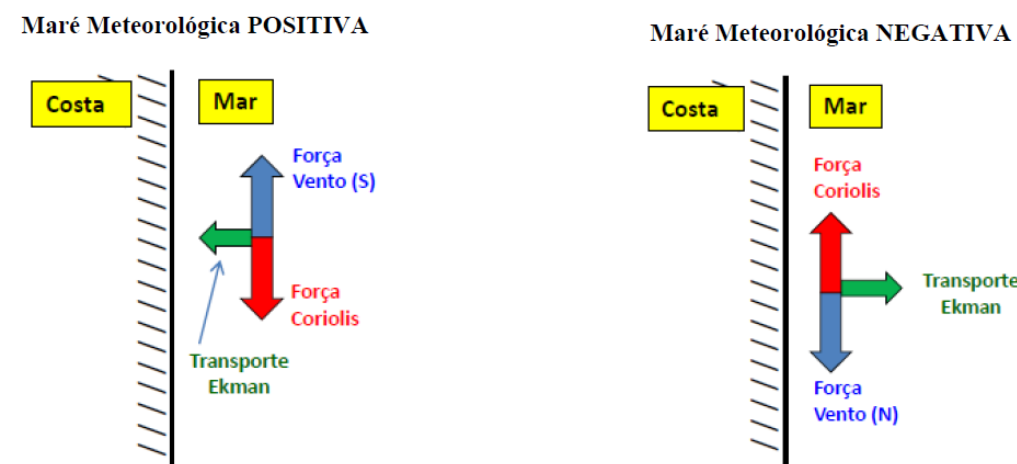 Maré Meteorológica POSITIVA
Costa
Mar
Força
Vento (S)
Força
Coriolis
Transporte
Ekman
Maré Meteorológica NEGATIVA
Costa
Mar
Força
Coriolis
Transporte
Ekman
Força
Vento (N)